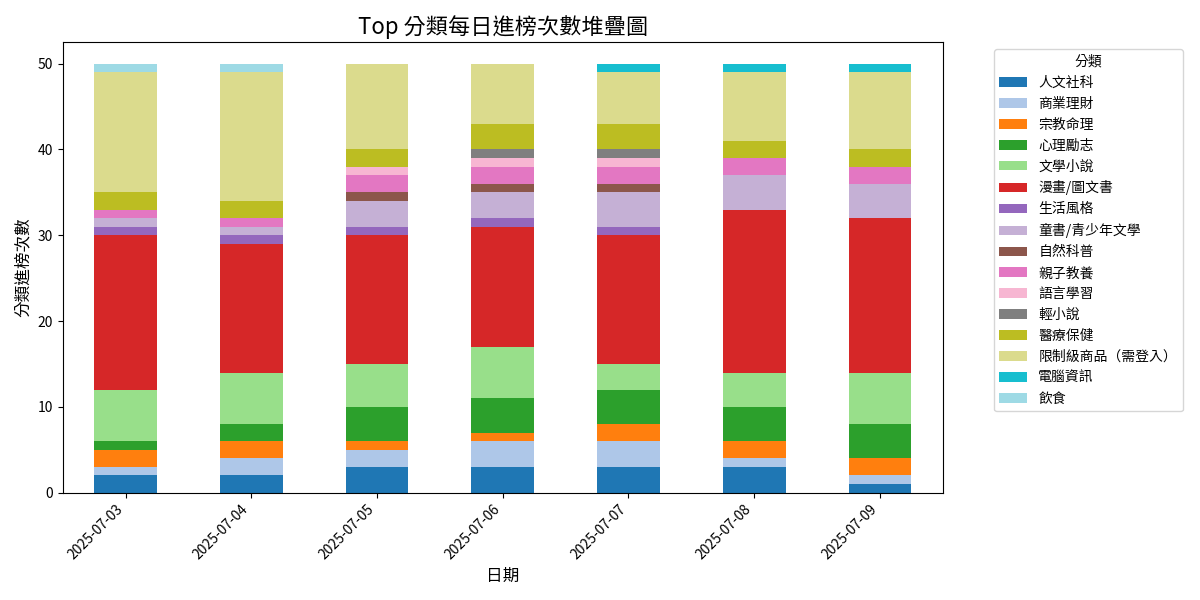 Top 分類每日進榜次數堆疊圖
分類進榜次數
50
40
30
20
10
0
2025-07-03
2025-07-04
2025-07-05
2025-07-06
2025-07-07
2025-07-08
2025-07-09
日期
分類
人文社科
商業理財
宗教命理
心理勵志
文學小說
漫畫/圖文書
生活風格
童書/青少年文學
自然科普
親子教養
語言學習
輕小說
醫療保健
限制級商品（需登入）
電腦資訊
飲食